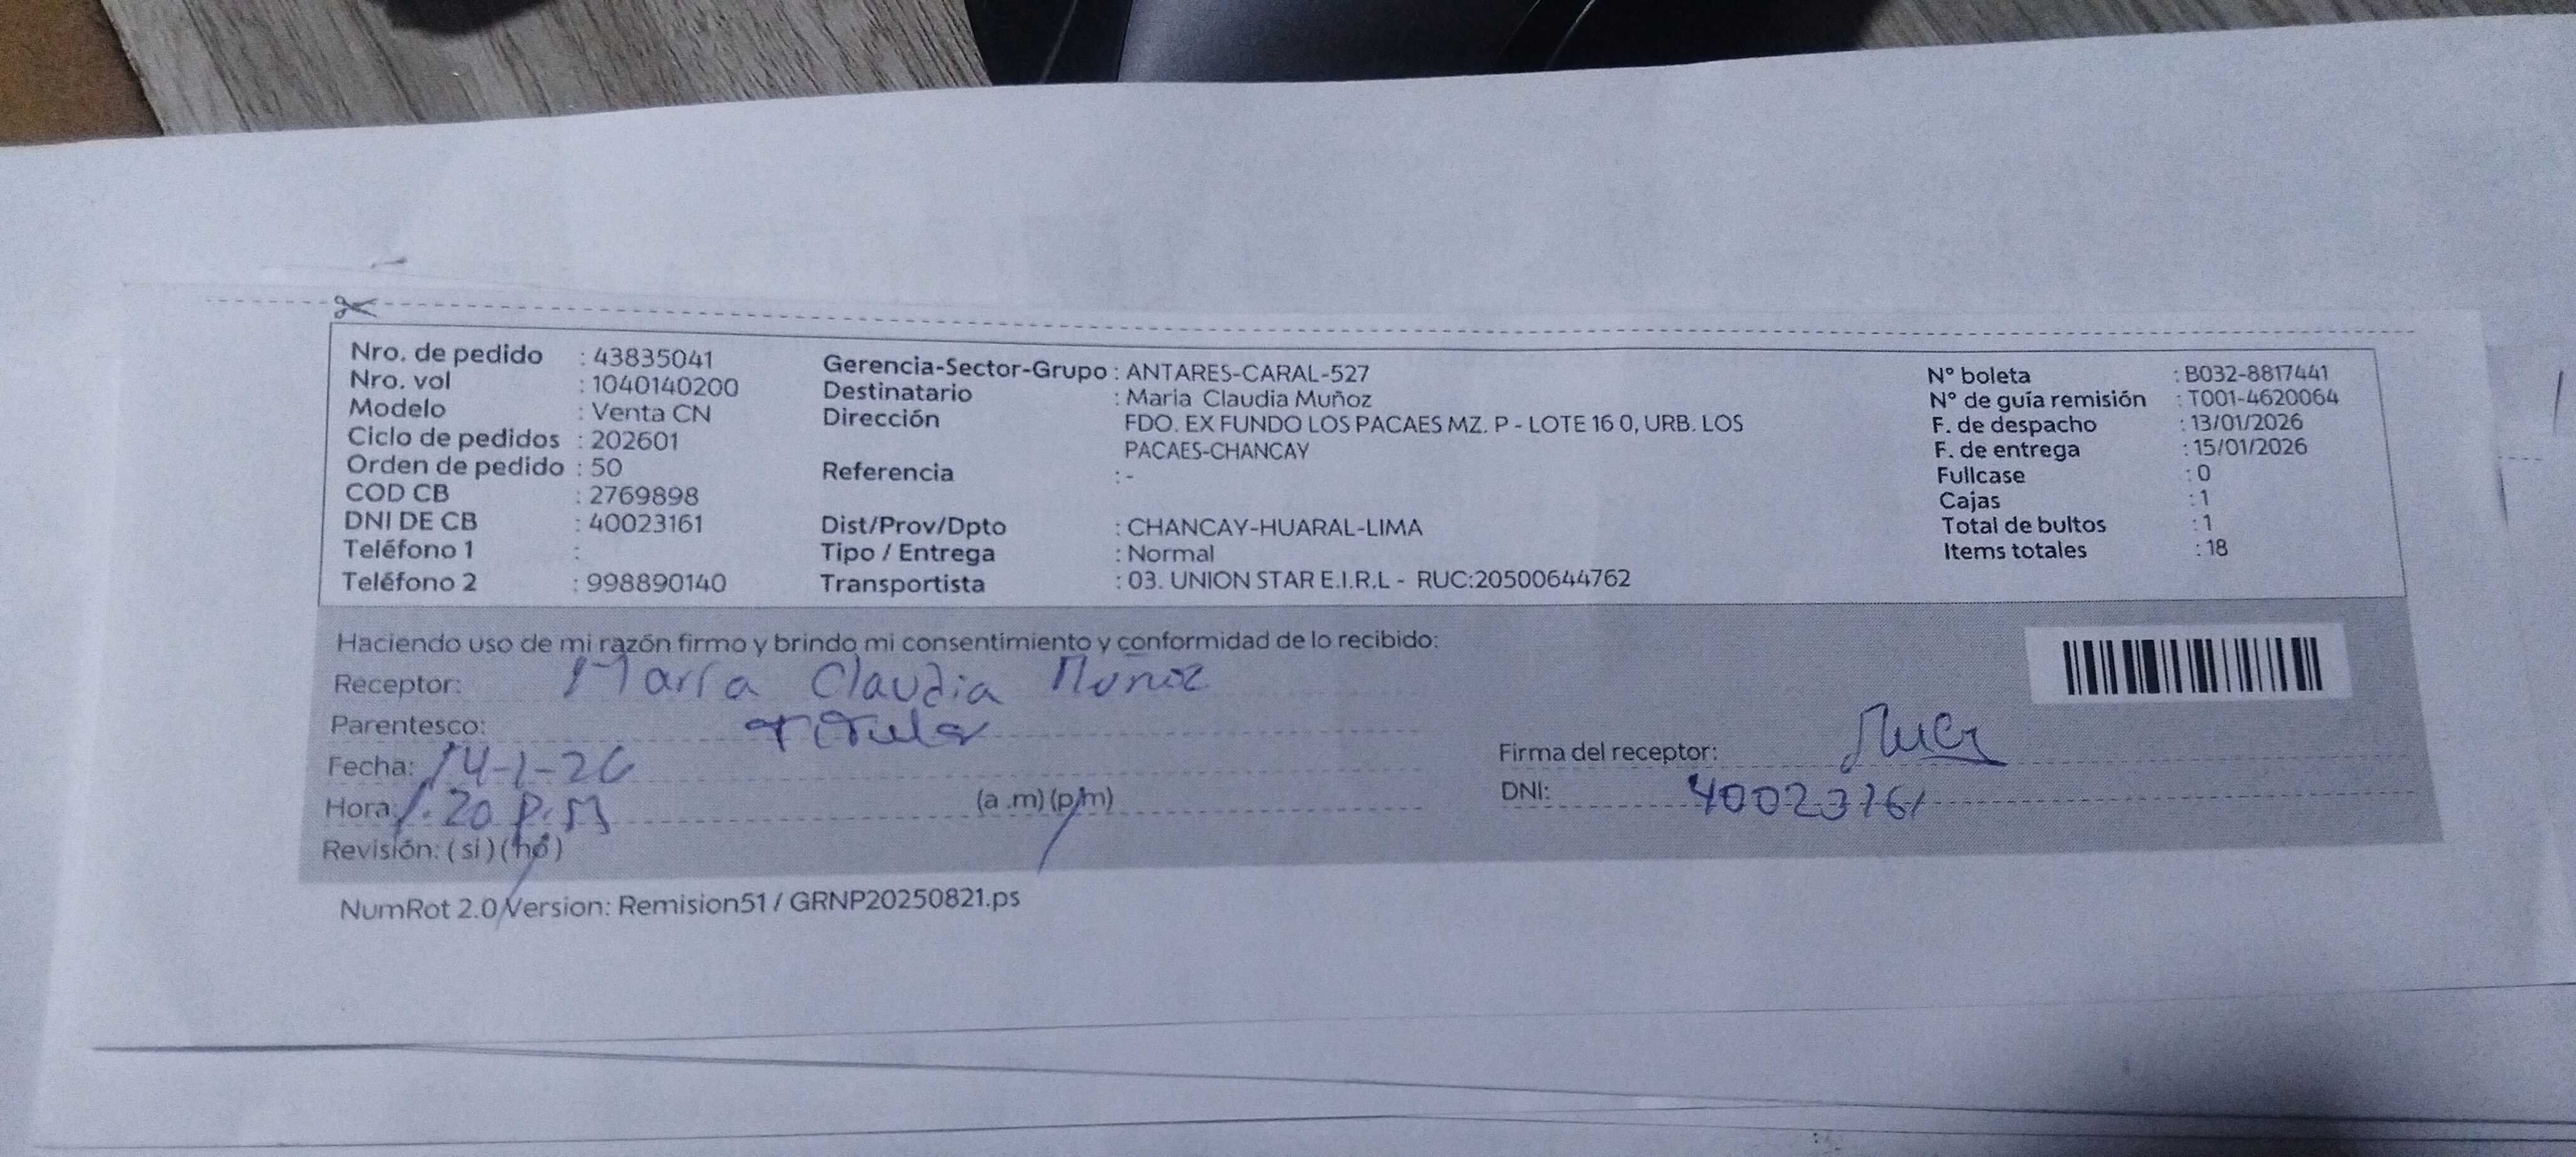 Nro. de pedido : 43835041
Nro. vol : 1040140200
Modelo : Venta CN
Ciclo de pedidos : 202601
Orden de pedido : 50
COD CB : 2769898
DNI DE CB : 40023161
Teléfono 1 :
Teléfono 2 : 998890140
Gerencia-Sector-Grupo : ANTARES-CARAL-527
Destinatario : Maria Claudia Muñoz
Dirección FDO. EX FUNDO LOS PACAES MZ. P - LOTE 16 0, URB. LOS
PACAES-CHANCAY
Referencia : -
Dist/Prov/Dpto : CHANCAY-HUARAL-LIMA
Tipo / Entrega : Normal
Transportista : 03. UNION STAR E.I.R.L - RUC:20500644762
N° boleta : B032-8817441
N° de guía remisión : T001-4620064
F. de despacho : 13/01/2026
F. de entrega : 15/01/2026
Fullcase : 0
Cajas : 1
Total de bultos : 1
Items totales : 18
Haciendo uso de mi razón firmo y brindo mi consentimiento y conformidad de lo recibido:
Receptor: María Claudia Muñoz
Parentesco: Titular
Fecha: 14-1-26
Hora: 1:20 p.m (a .m) (p.m)
Revisión: ( si ) ( no )
Firma del receptor:
DNI: 40023161
NumRot 2.0 Version: Remision51 / GRNP20250821.ps